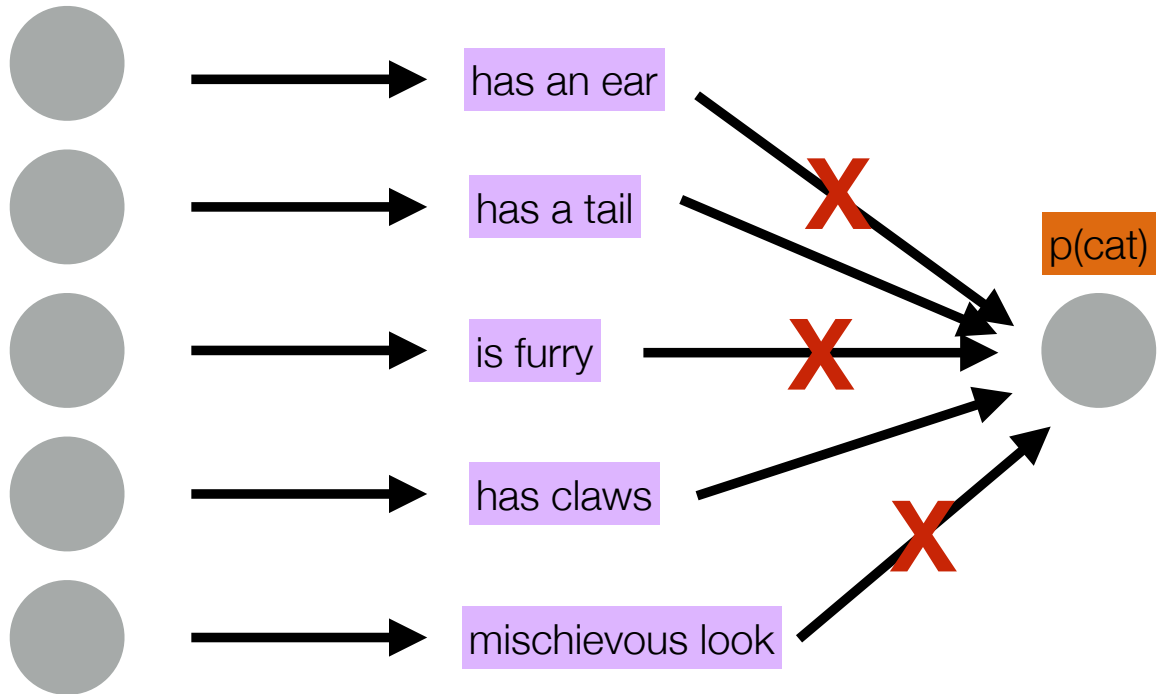 has an ear
X
has a tail
p(cat)
is furry
X
has claws
X
mischievous look